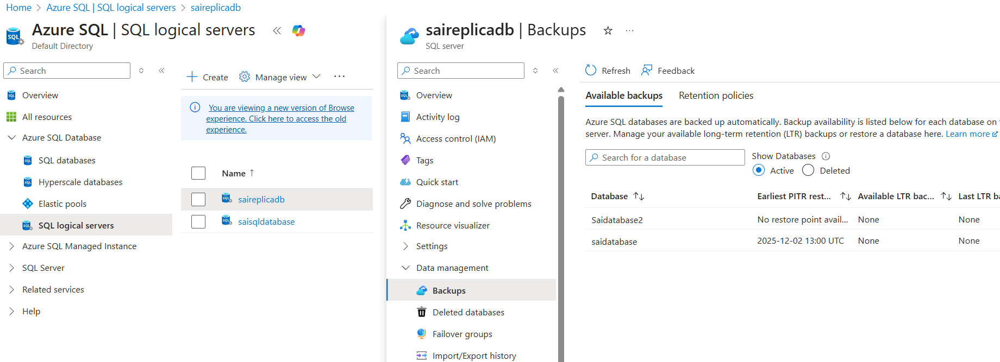 Home > Azure SQL | SQL logical servers > saireplicadb
Azure SQL | SQL logical servers
Default Directory
Search
Overview
All resources
Azure SQL Database
SQL databases
Hyperscale databases
Elastic pools
SQL logical servers
Azure SQL Managed Instance
SQL Server
Related services
Help
Create
Manage view
You are viewing a new version of Browse
experience. Click here to access the old
experience.
Name ↑
saireplicadb
saisqldatabase
saireplicadb | Backups
SQL server
Search
Overview
Activity log
Access control (IAM)
Tags
Quick start
Diagnose and solve problems
Resource visualizer
Settings
Data management
Backups
Deleted databases
Failover groups
Import/Export history
Refresh
Feedback
Available backups
Retention policies
Azure SQL databases are backed up automatically. Backup availability is listed below for each database on
server. Manage your available long-term retention (LTR) backups or restore a database here. Learn more
Search for a database
Show Databases
Active
Deleted
Database ↑↓ Earliest PITR rest... ↑↓ Available LTR bac... ↑↓ Last LTR ba
Saidatabase2 No restore point avail... None None
saidatabase 2025-12-02 13:00 UTC None None